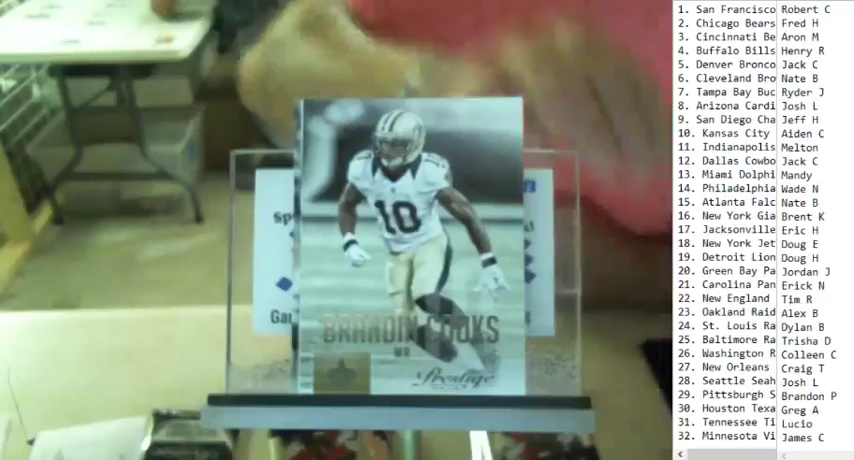 1. San Francisco Robert C
2. Chicago Bears Fred H
3. Cincinnati Be Aron M
4. Buffalo Bills Henry R
5. Denver Bronco Jack C
6. Cleveland Bro Nate B
7. Tampa Bay Buc Ryder J
8. Arizona Cardi Josh L
9. San Diego Cha Jeff H
10. Kansas City Aiden C
11. Indianapolis Melton
12. Dallas Cowbo Jack C
13. Miami Dolphi Mandy
14. Philadelphia Wade N
15. Atlanta Falc Nate B
16. New York Gia Brent K
17. Jacksonville Eric H
18. New York Jet Doug E
19. Detroit Lion Doug H
20. Green Bay Pa Jordan J
21. Carolina Pan Erick N
22. New England Tim R
23. Oakland Raid Alex B
24. St. Louis Ra Dylan B
25. Baltimore Ra Trisha D
26. Washington R Colleen C
27. New Orleans Craig T
28. Seattle Seah Josh L
29. Pittsburgh S Brandon P
30. Houston Texa Greg A
31. Tennessee Ti Lucio
32. Minnesota Vi James C
10
10
Sp
Ga
BRANDIN COOKS
WR
Prestige